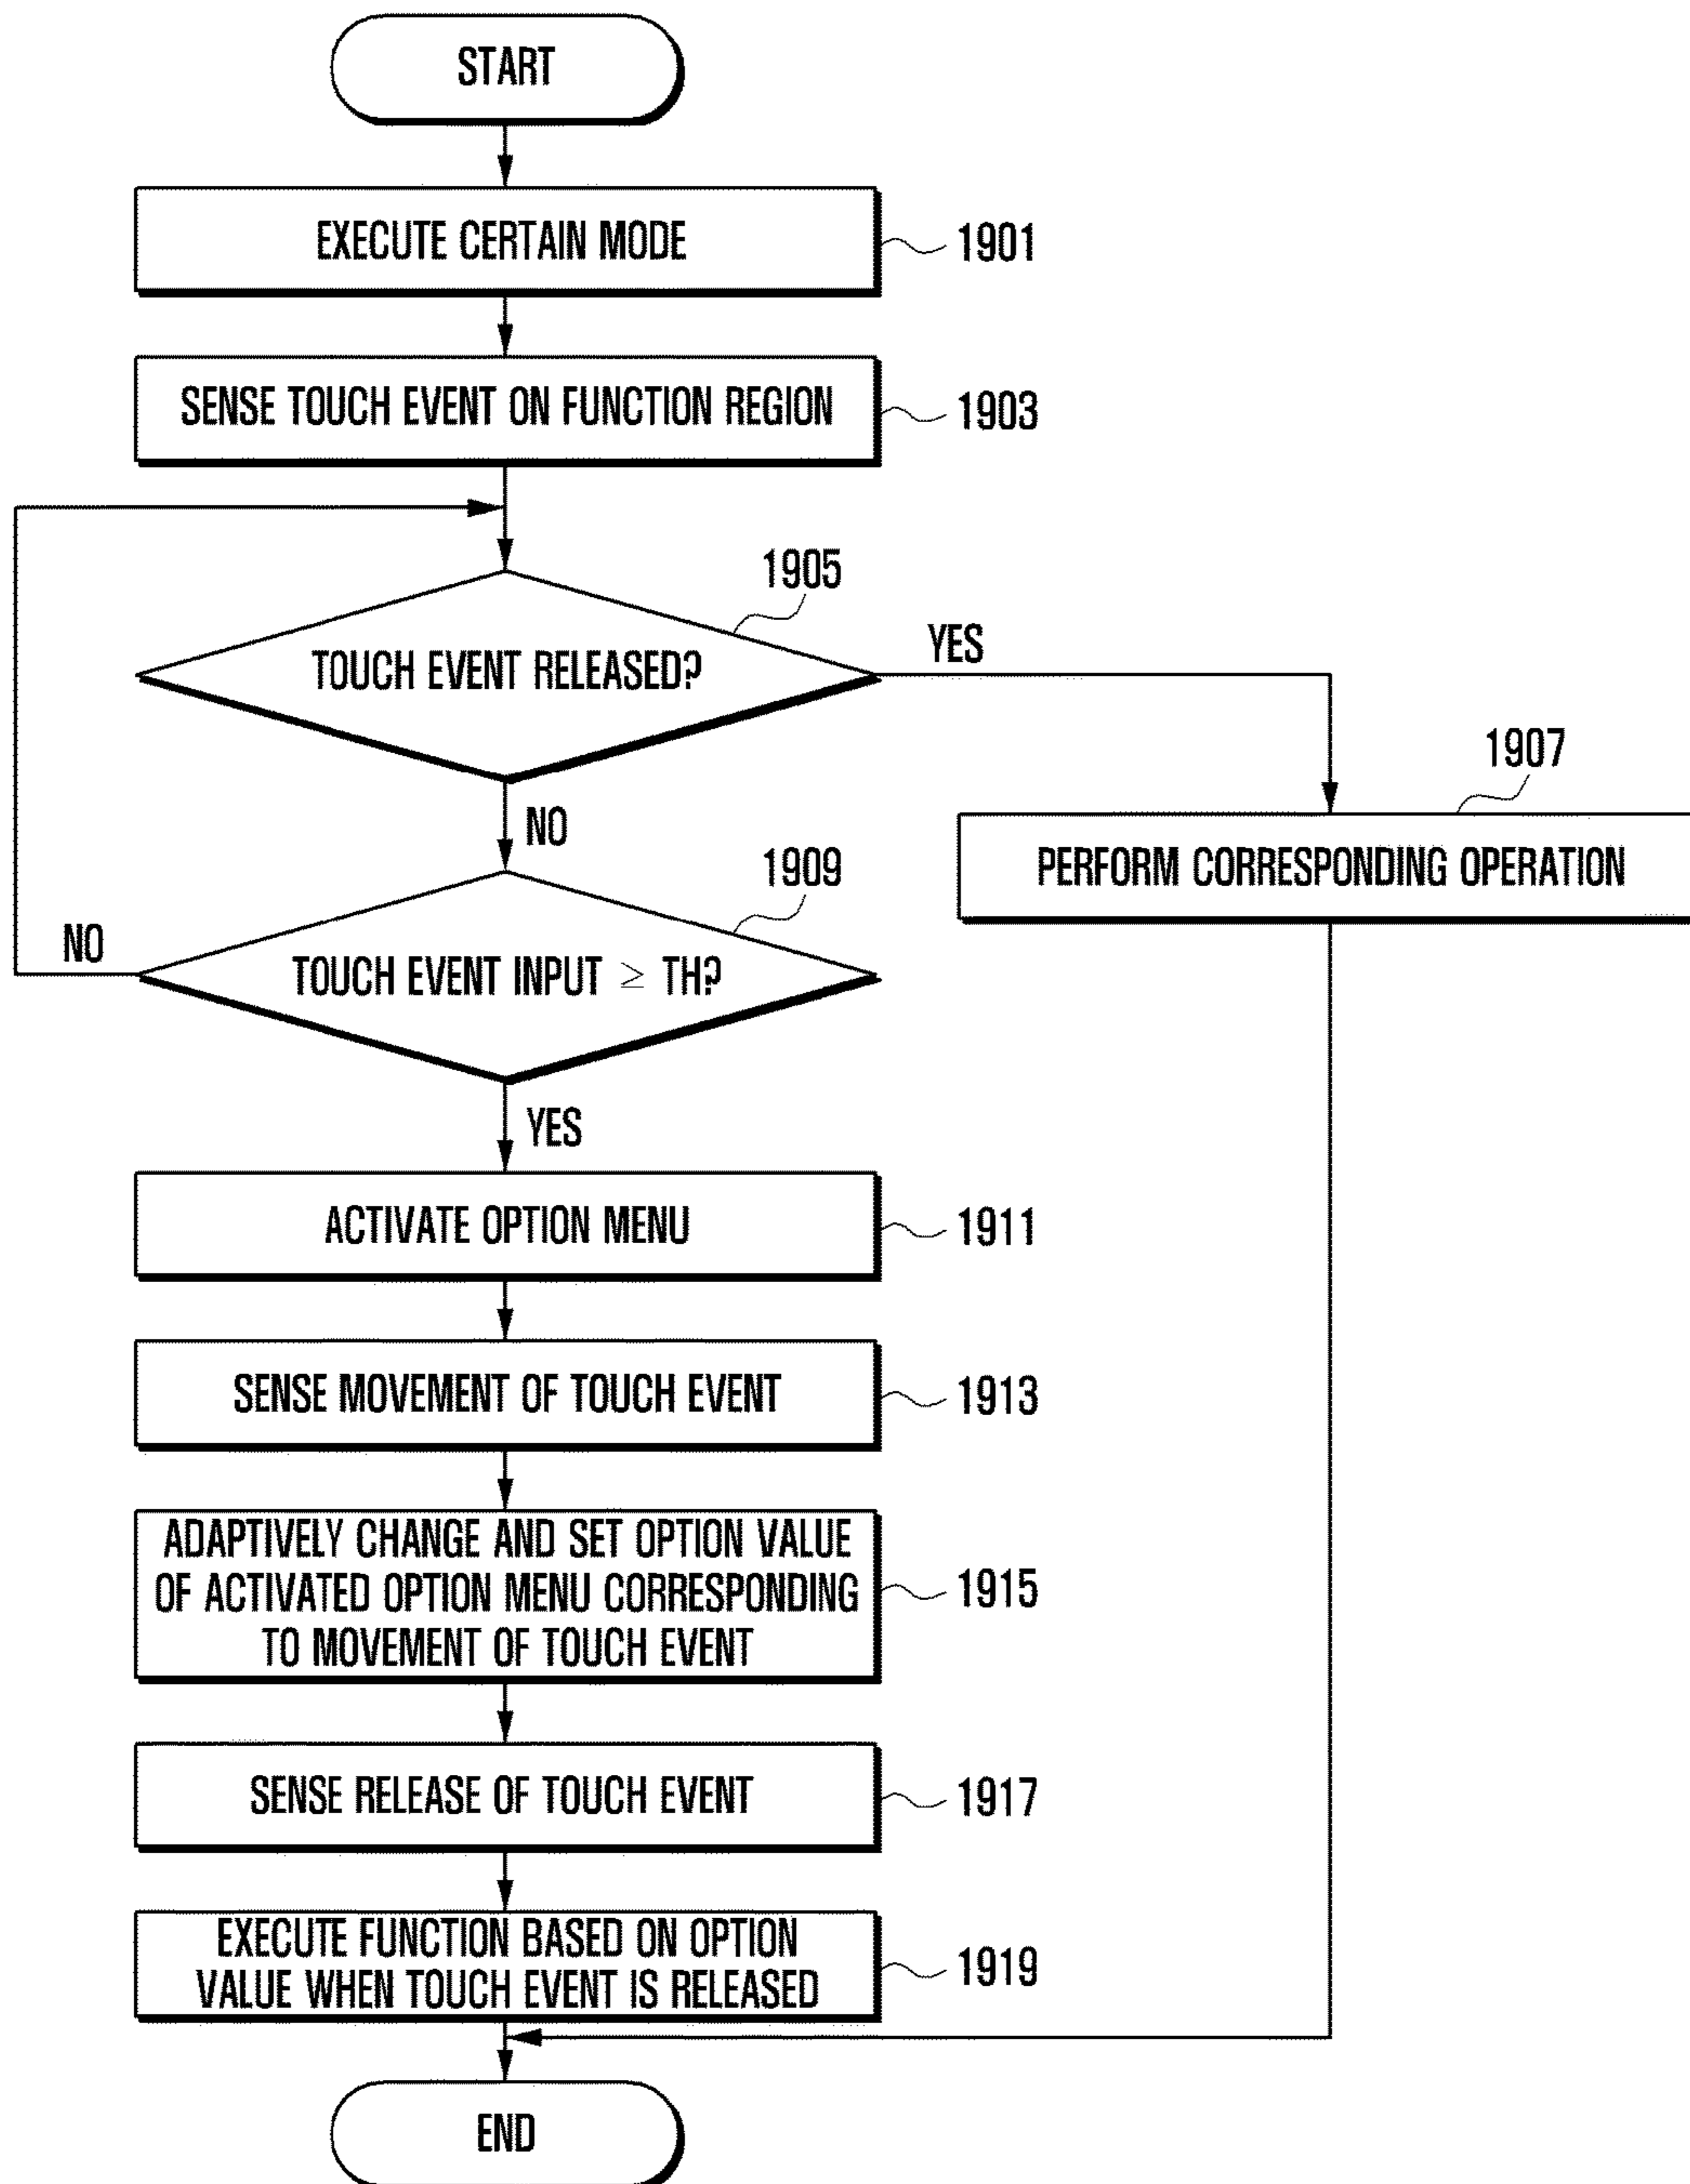 START
EXECUTE CERTAIN MODE
1901
SENSE TOUCH EVENT ON FUNCTION REGION
1903
1905
TOUCH EVENT RELEASED?
YES
NO
1907
PERFORM CORRESPONDING OPERATION
1909
NO
TOUCH EVENT INPUT ≥ TH?
YES
ACTIVATE OPTION MENU
1911
SENSE MOVEMENT OF TOUCH EVENT
1913
ADAPTIVELY CHANGE AND SET OPTION VALUE
OF ACTIVATED OPTION MENU CORRESPONDING
TO MOVEMENT OF TOUCH EVENT
1915
SENSE RELEASE OF TOUCH EVENT
1917
EXECUTE FUNCTION BASED ON OPTION
VALUE WHEN TOUCH EVENT IS RELEASED
1919
END